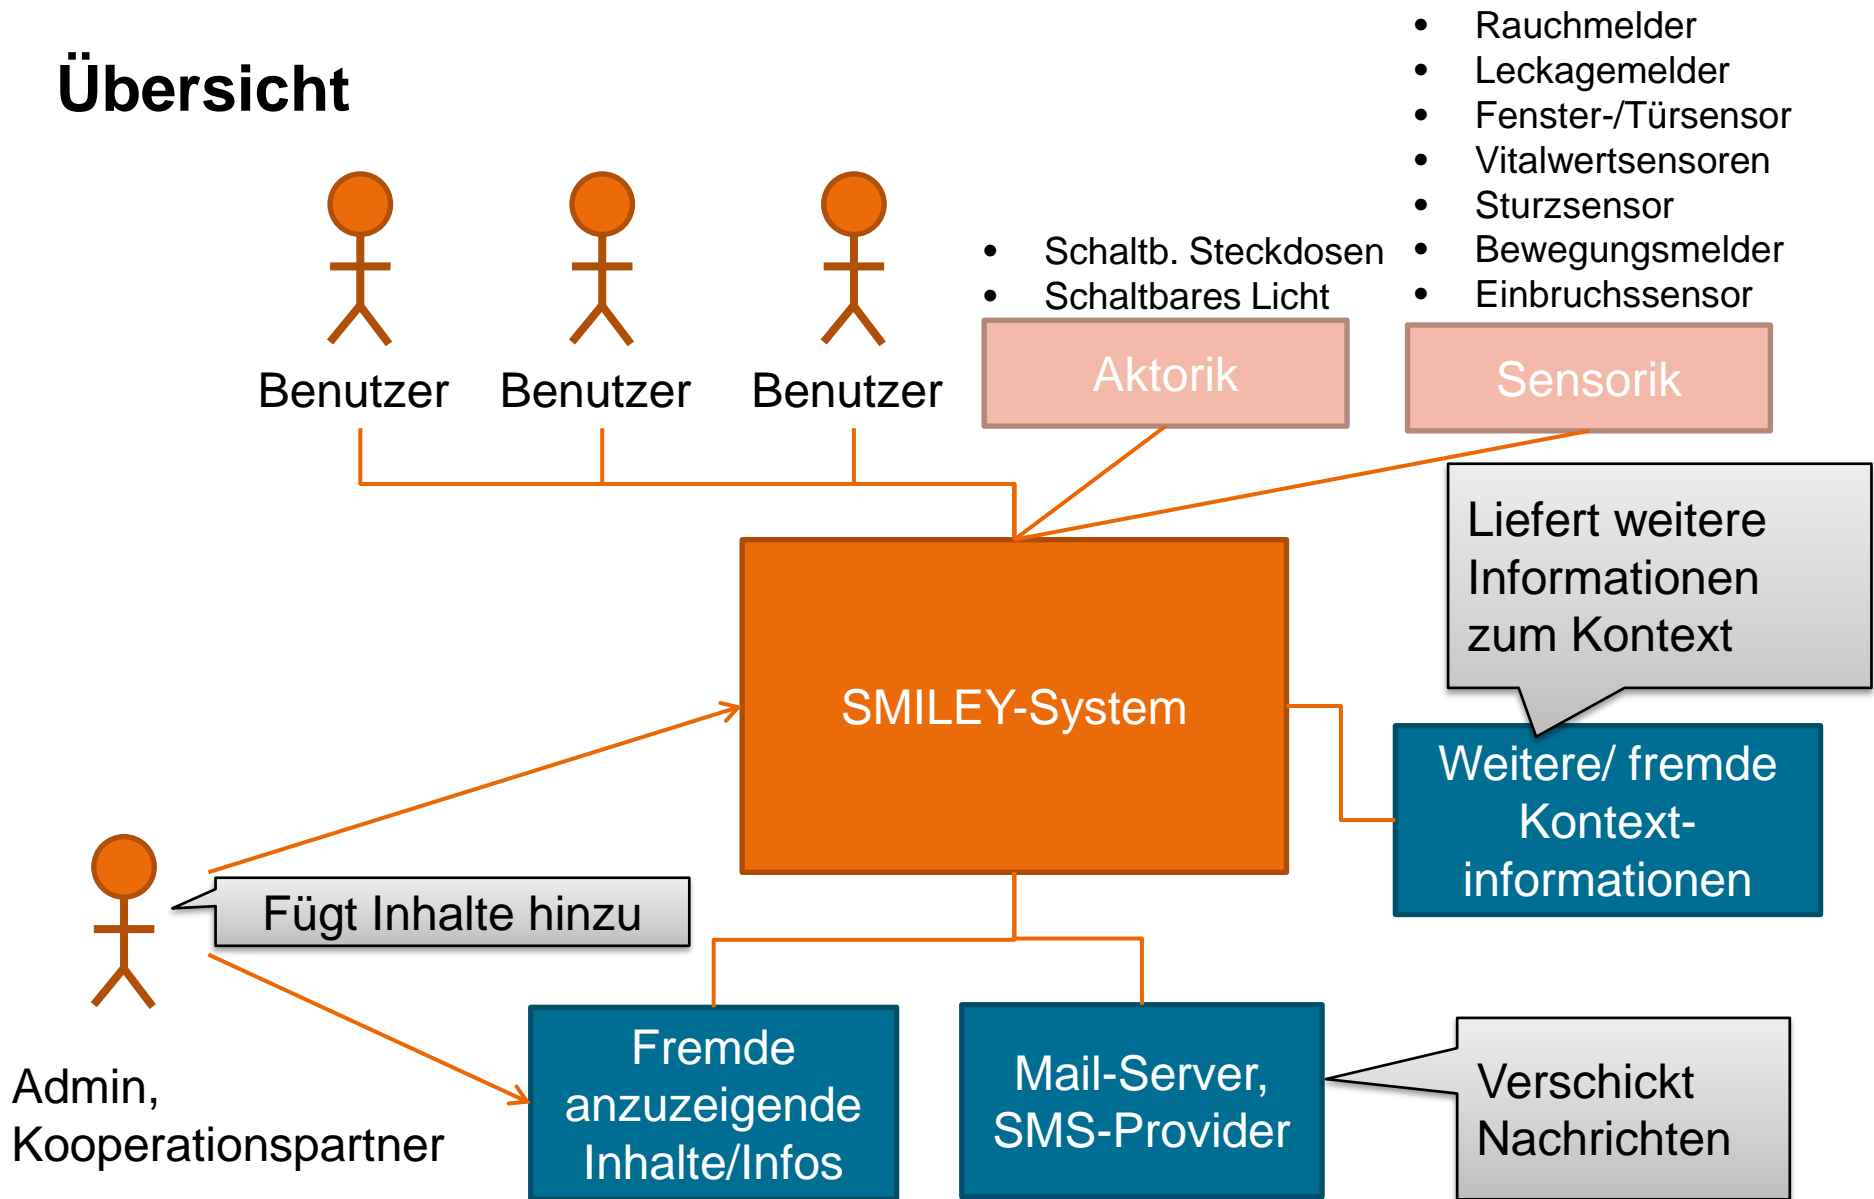 Übersicht
• Rauchmelder
• Leckagemelder
• Fenster-/Türsensor
• Vitalwertsensoren
• Sturzsensor
• Bewegungsmelder
• Einbruchssensor
• Schaltb. Steckdosen
• Schaltbares Licht
Benutzer
Benutzer
Benutzer
Aktorik
Sensorik
Liefert weitere
Informationen
zum Kontext
SMILEY-System
Weitere/ fremde
Kontext-
informationen
Fügt Inhalte hinzu
Admin,
Kooperationspartner
Fremde
anzuzeigende
Inhalte/Infos
Mail-Server,
SMS-Provider
Verschickt
Nachrichten